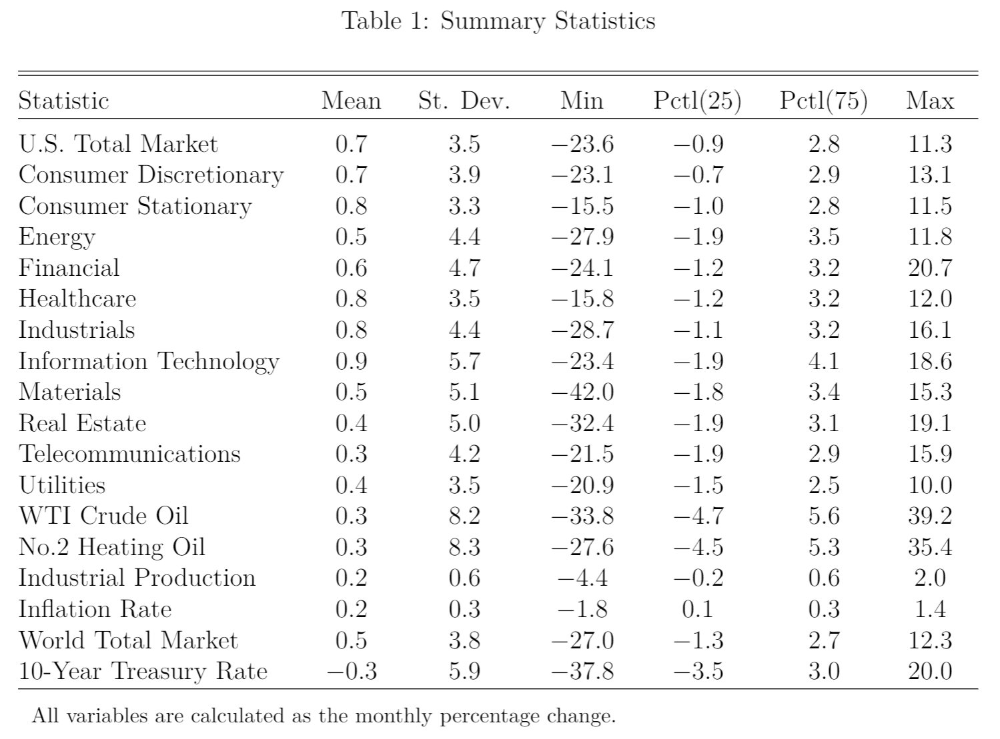 Table 1: Summary Statistics
Statistic Mean St. Dev. Min Pctl(25) Pctl(75) Max
U.S. Total Market 0.7 3.5 −23.6 −0.9 2.8 11.3
Consumer Discretionary 0.7 3.9 −23.1 −0.7 2.9 13.1
Consumer Stationary 0.8 3.3 −15.5 −1.0 2.8 11.5
Energy 0.5 4.4 −27.9 −1.9 3.5 11.8
Financial 0.6 4.7 −24.1 −1.2 3.2 20.7
Healthcare 0.8 3.5 −15.8 −1.2 3.2 12.0
Industrials 0.8 4.4 −28.7 −1.1 3.2 16.1
Information Technology 0.9 5.7 −23.4 −1.9 4.1 18.6
Materials 0.5 5.1 −42.0 −1.8 3.4 15.3
Real Estate 0.4 5.0 −32.4 −1.9 3.1 19.1
Telecommunications 0.3 4.2 −21.5 −1.9 2.9 15.9
Utilities 0.4 3.5 −20.9 −1.5 2.5 10.0
WTI Crude Oil 0.3 8.2 −33.8 −4.7 5.6 39.2
No.2 Heating Oil 0.3 8.3 −27.6 −4.5 5.3 35.4
Industrial Production 0.2 0.6 −4.4 −0.2 0.6 2.0
Inflation Rate 0.2 0.3 −1.8 0.1 0.3 1.4
World Total Market 0.5 3.8 −27.0 −1.3 2.7 12.3
10-Year Treasury Rate −0.3 5.9 −37.8 −3.5 3.0 20.0
All variables are calculated as the monthly percentage change.